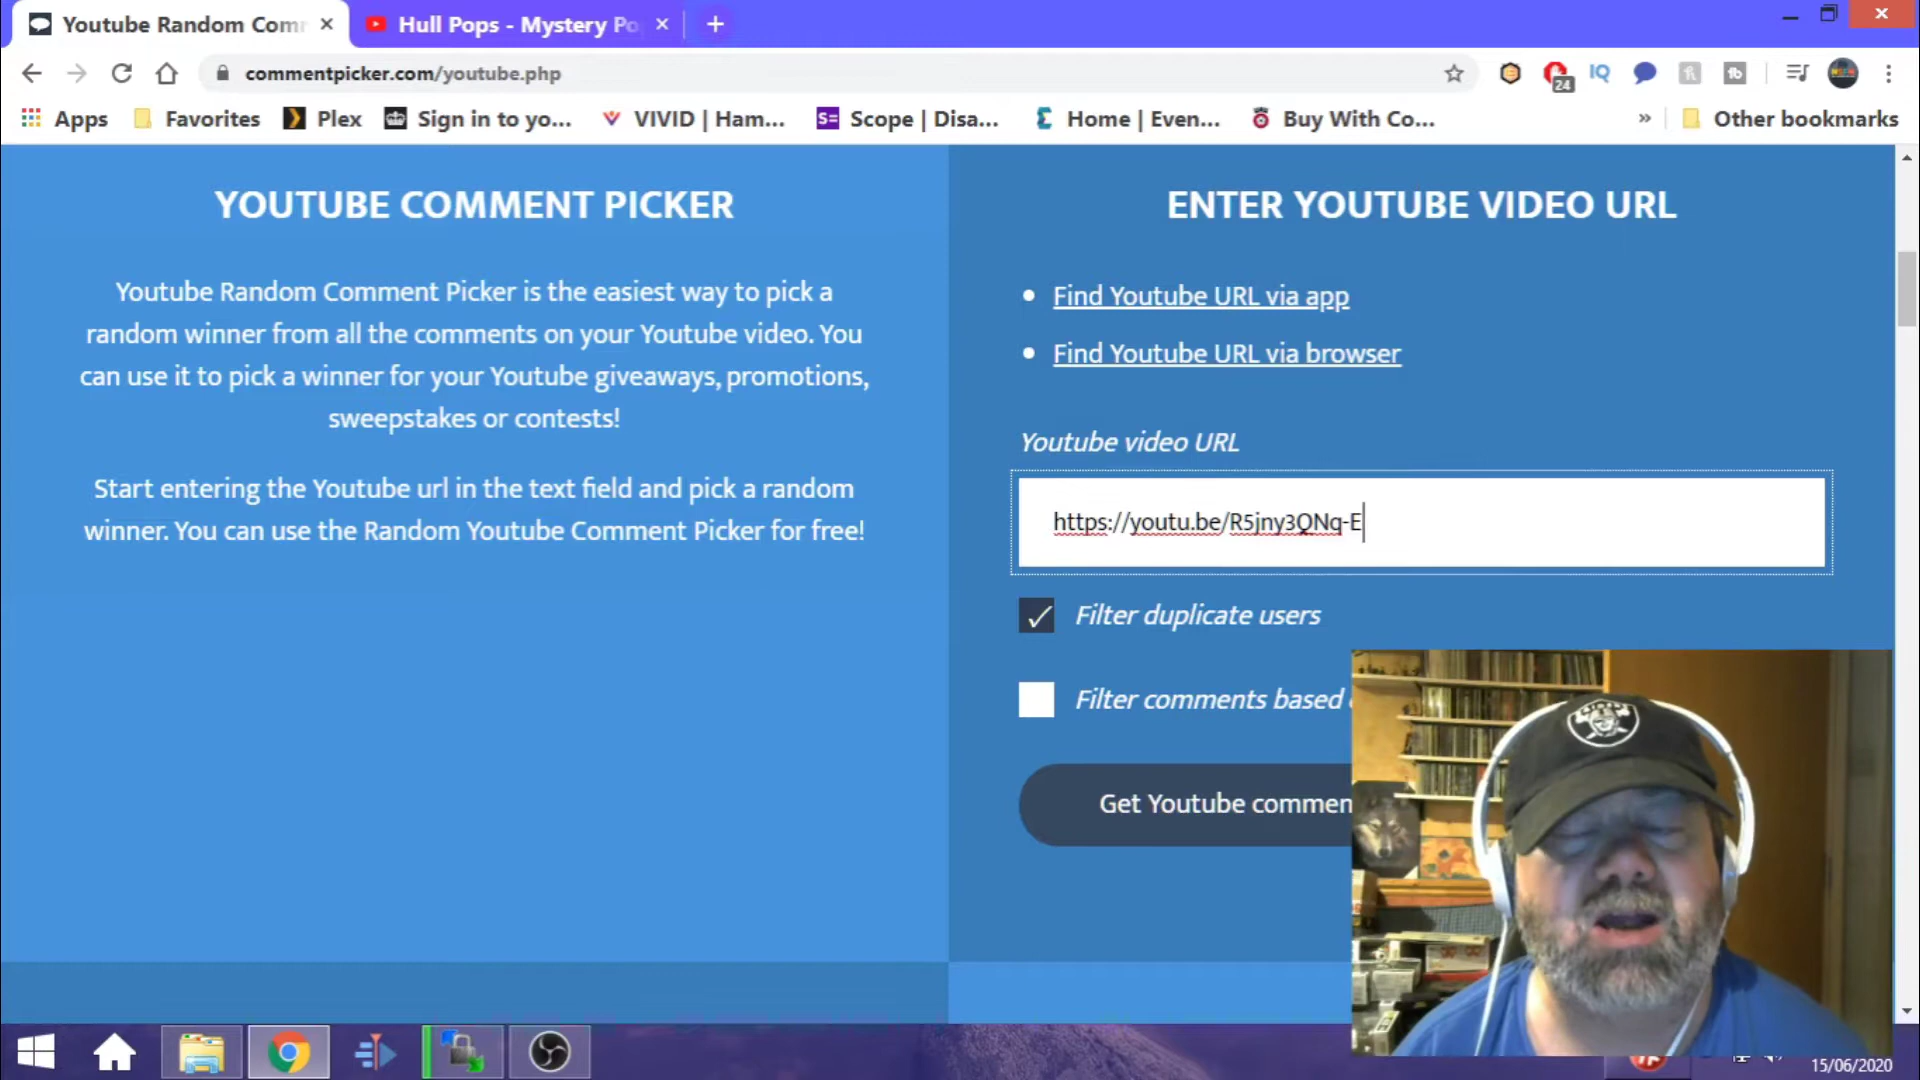 Youtube Random Com
Hull Pops - Mystery Po
commentpicker.com/youtube.php
24
IQ
Apps
Favorites
Plex
Sign in to yo...
VIVID | Ham...
S=
Scope | Disa...
Home | Even...
Buy With Co...
»
Other bookmarks
YOUTUBE COMMENT PICKER
Youtube Random Comment Picker is the easiest way to pick a
random winner from all the comments on your Youtube video. You
can use it to pick a winner for your Youtube giveaways, promotions,
sweepstakes or contests!
Start entering the Youtube url in the text field and pick a random
winner. You can use the Random Youtube Comment Picker for free!
ENTER YOUTUBE VIDEO URL
Find Youtube URL via app
Find Youtube URL via browser
Youtube video URL
https://youtu.be/R5jny3QNq-E
Filter duplicate users
Filter comments based
Get Youtube commen
15/06/2020